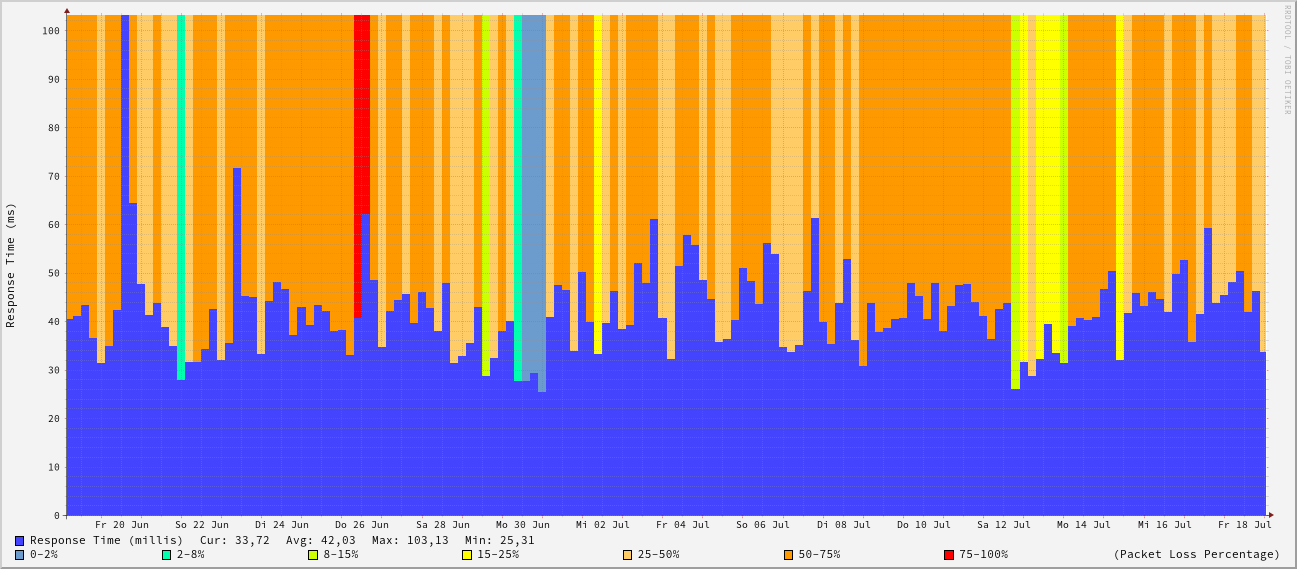 RRDTOOL / TOBI OETIKER
Response Time (ms)
100
90
80
70
60
50
40
30
20
10
0
Fr 20 Jun So 22 Jun Di 24 Jun Do 26 Jun Sa 28 Jun Mo 30 Jun Mi 02 Jul Fr 04 Jul So 06 Jul Di 08 Jul Do 10 Jul Sa 12 Jul Mo 14 Jul Mi 16 Jul Fr 18 Jul
Response Time (millis) Cur: 33,72 Avg: 42,03 Max: 103,13 Min: 25,31
0-2% 2-8% 8-15% 15-25% 25-50% 50-75% 75-100% (Packet Loss Percentage)